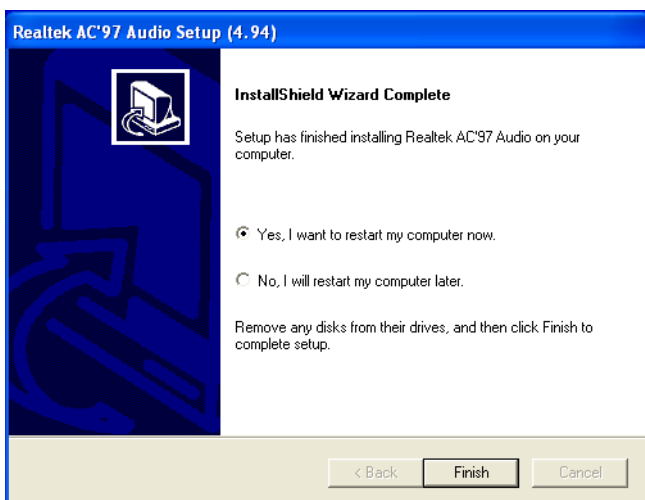 Realtek AC'97 Audio Setup (4.94)
InstallShield Wizard Complete
Setup has finished installing Realtek AC'97 Audio on your
computer.
Yes, I want to restart my computer now.
No, I will restart my computer later.
Remove any disks from their drives, and then click Finish to
complete setup.
< Back Finish Cancel